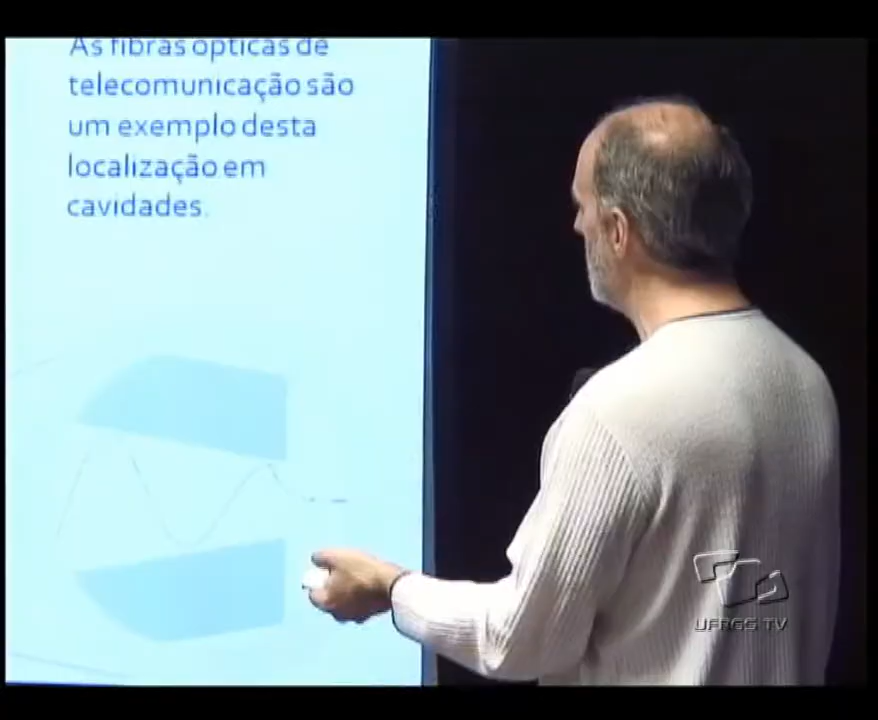 As fibras ópticas de
telecomunicação são
um exemplo desta
localização em
cavidades.
UFRGS TV